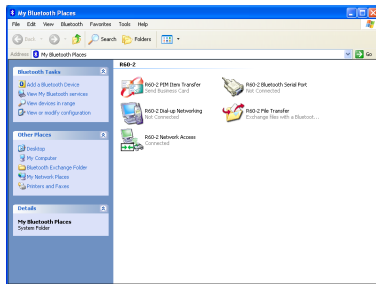 My Bluetooth Places
File Edit View Bluetooth Favorites Tools Help
Back Search Folders
Address My Bluetooth Places Go
R60-2
Bluetooth Tasks
Add a Bluetooth Device
View My Bluetooth services
View devices in range
View or modify configuration
Other Places
Desktop
My Computer
Bluetooth Exchange Folder
My Network Places
Printers and Faxes
Details
My Bluetooth Places
System Folder
R60-2 PIM Item Transfer
Send Business Card
R60-2 Bluetooth Serial Port
Not Connected
R60-2 Dial-up Networking
Not Connected
R60-2 File Transfer
Exchange files with a Bluetoot...
R60-2 Network Access
Connected